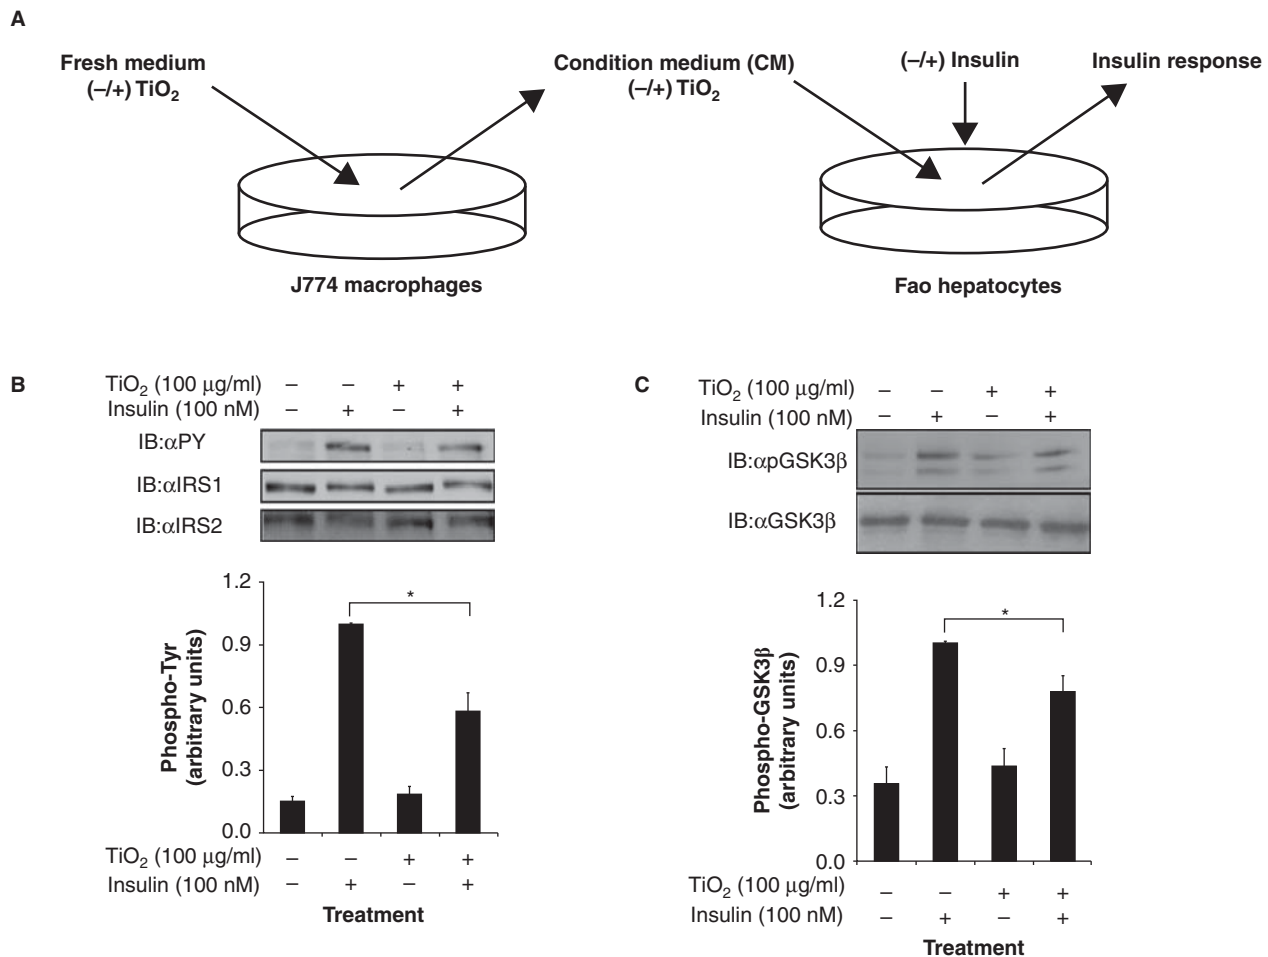 A
Fresh medium
(–/+) TiO2
Condition medium (CM)
(–/+) TiO2
(–/+) Insulin
Insulin response
J774 macrophages
Fao hepatocytes
B
TiO2 (100 μg/ml) – – + +
Insulin (100 nM) – + – +
IB:αPY
IB:αIRS1
IB:αIRS2
1.2
0.9
0.6
0.3
0.0
Phospho-Tyr
(arbitrary units)
*
TiO2 (100 μg/ml) – – + +
Insulin (100 nM) – + – +
Treatment
C
TiO2 (100 μg/ml) – – + +
Insulin (100 nM) – + – +
IB:αpGSK3β
IB:αGSK3β
1.2
0.9
0.6
0.3
0.0
Phospho-GSK3β
(arbitrary units)
*
TiO2 (100 μg/ml) – – + +
Insulin (100 nM) – + – +
Treatment